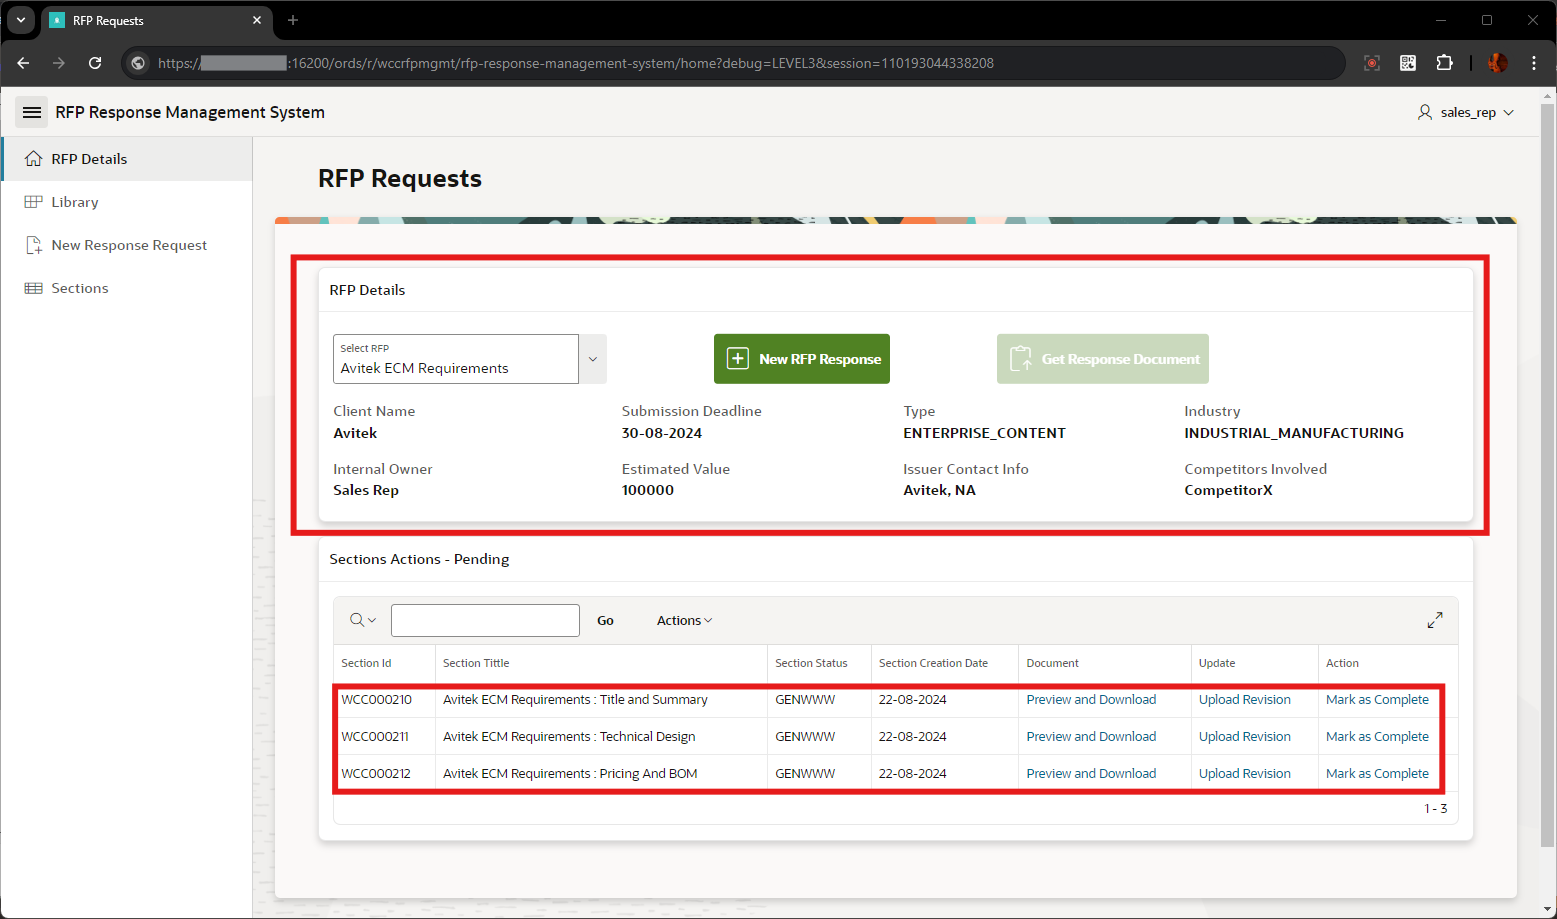 RFP Requests
https://
:16200/ords/r/wccrfpmgmt/rfp-response-management-system/home?debug=LEVEL3&session=110193044338208
RFP Response Management System
sales_rep
RFP Details
Library
New Response Request
Sections
RFP Requests
RFP Details
Select RFP
Avitek ECM Requirements
New RFP Response
Get Response Document
Client Name
Avitek
Submission Deadline
30-08-2024
Type
ENTERPRISE_CONTENT
Industry
INDUSTRIAL_MANUFACTURING
Internal Owner
Sales Rep
Estimated Value
100000
Issuer Contact Info
Avitek, NA
Competitors Involved
CompetitorX
Sections Actions - Pending
Go
Actions
Section Id Section Tittle Section Status Section Creation Date Document Update Action
WCC000210 Avitek ECM Requirements : Title and Summary GENWWW 22-08-2024 Preview and Download Upload Revision Mark as Complete
WCC000211 Avitek ECM Requirements : Technical Design GENWWW 22-08-2024 Preview and Download Upload Revision Mark as Complete
WCC000212 Avitek ECM Requirements : Pricing And BOM GENWWW 22-08-2024 Preview and Download Upload Revision Mark as Complete
1 - 3